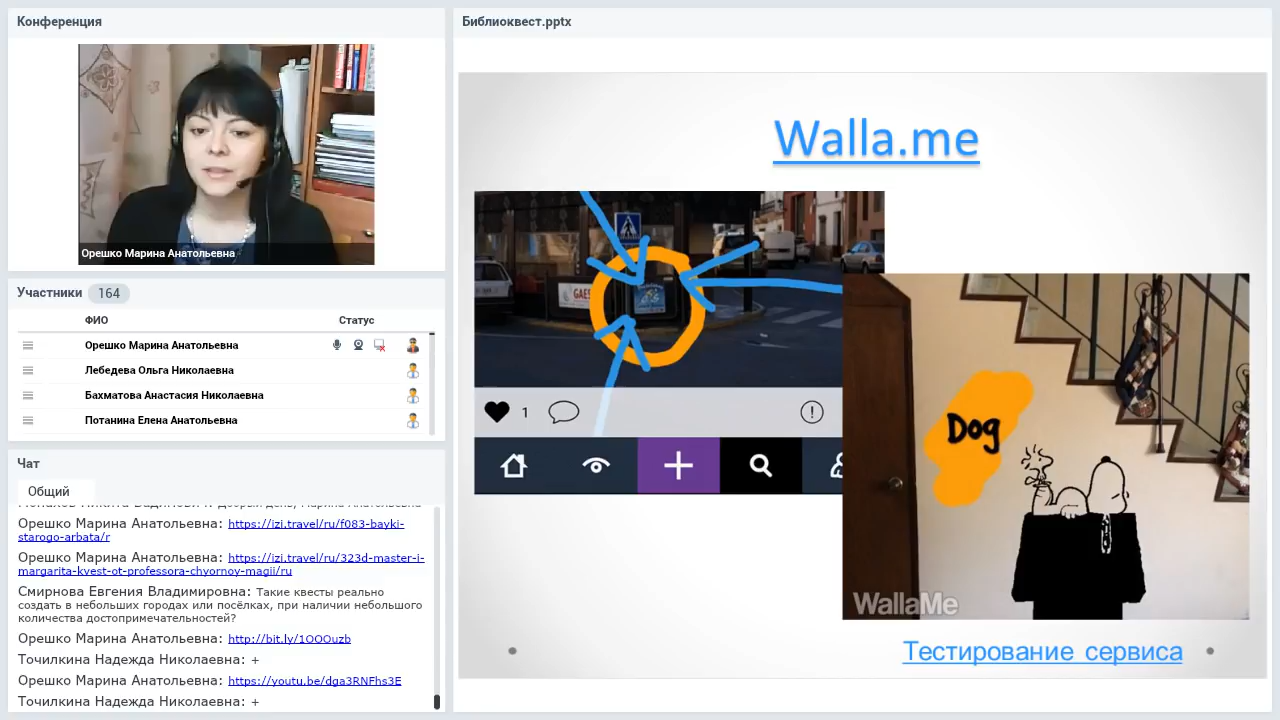 Конференция
Орешко Марина Анатольевна
Участники 164
ФИО Статус
Орешко Марина Анатольевна
Лебедева Ольга Николаевна
Бахматова Анастасия Николаевна
Потанина Елена Анатольевна
Чат
Общий
Орешко Марина Анатольевна: https://izi.travel/ru/f083-bayki-
starogo-arbata/r
Орешко Марина Анатольевна: https://izi.travel/ru/323d-master-i-
margarita-kvest-ot-professora-chyornoy-magii/ru
Смирнова Евгения Владимировна: Такие квесты реально
создать в небольших городах или посёлках, при наличии небольшого
количества достопримечательностей?
Орешко Марина Анатольевна: http://bit.ly/1OOOuzb
Точилкина Надежда Николаевна: +
Орешко Марина Анатольевна: https://youtu.be/dga3RNFhs3E
Точилкина Надежда Николаевна: +
Библиоквест.pptx
Walla.me
1
Dog
WallaMe
Тестирование сервиса